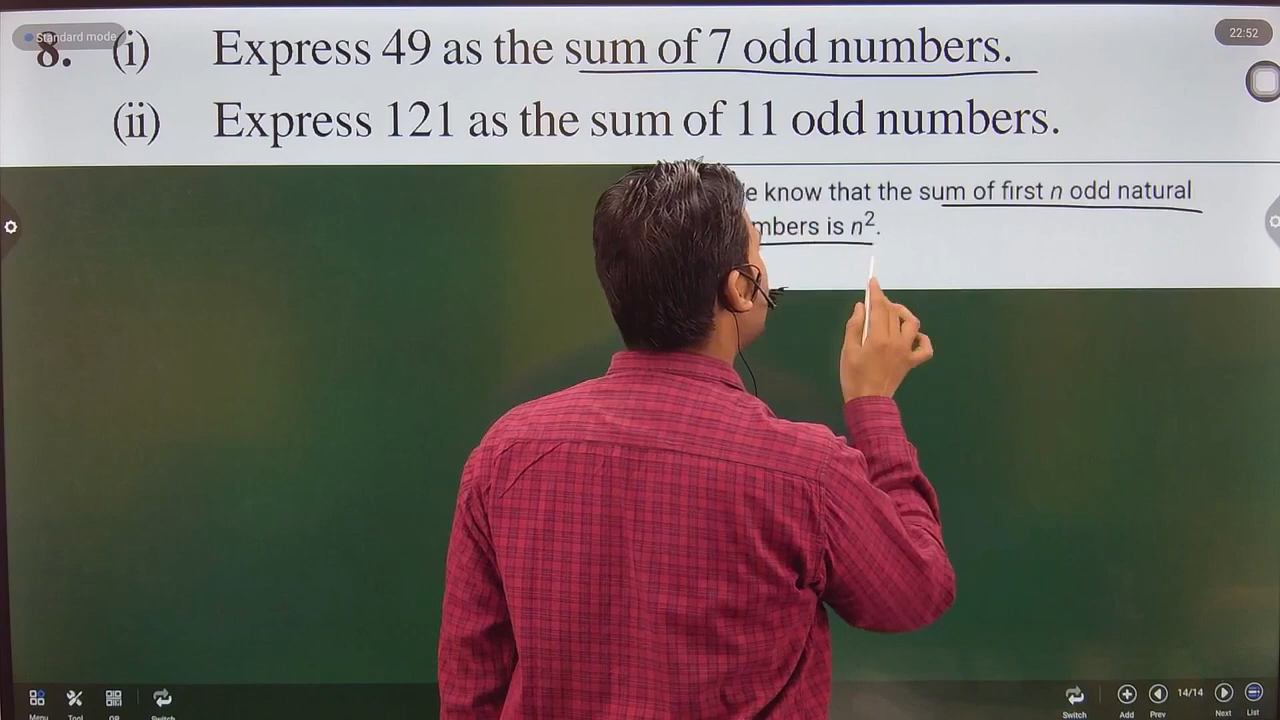 Standard mode
22:52
8. (i) Express 49 as the sum of 7 odd numbers.
(ii) Express 121 as the sum of 11 odd numbers.
know that the sum of first n odd natural
is n².
Menu Tool QR Switch
Switch Add Prev 14/14 Next List